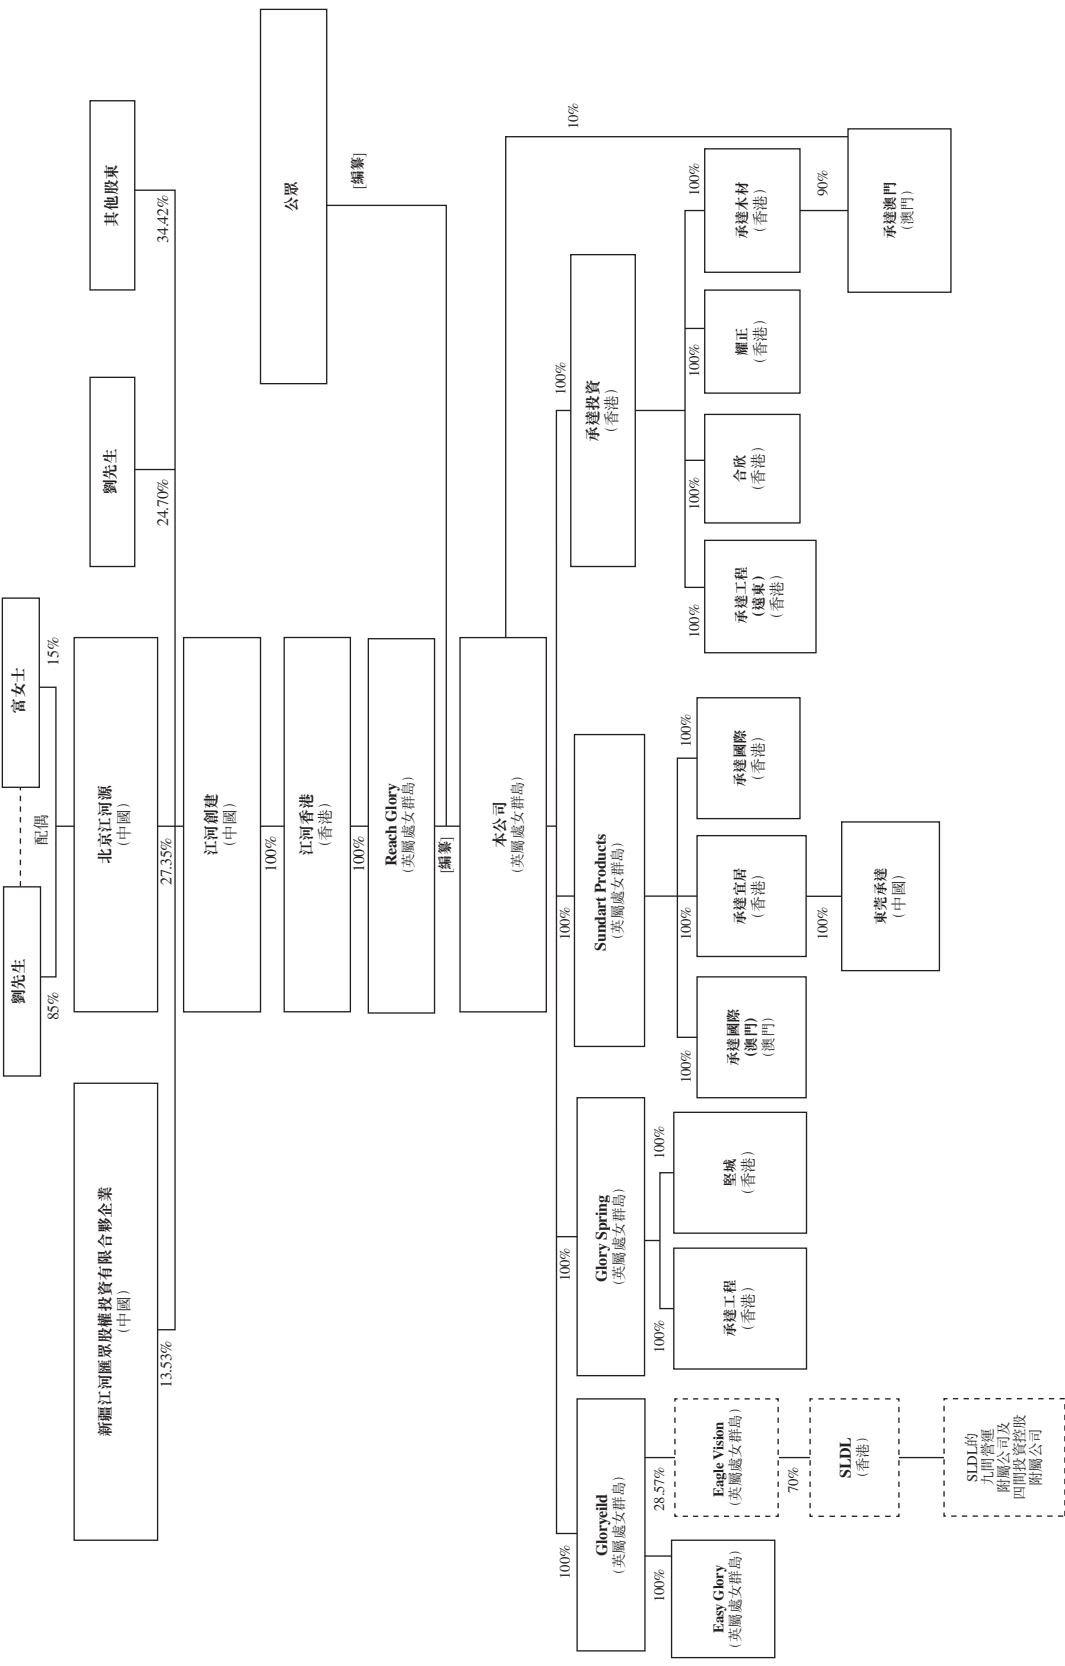 劉先生
配偶
富女士
85%
15%
新疆江河匯眾股權投資有限合夥企業
(中國)
北京江河源
(中國)
劉先生
其他股東
13.53%
27.35%
24.70%
34.42%
江河創建
(中國)
100%
公眾
江河香港
(香港)
100%
[編纂]
Reach Glory
(英屬處女群島)
[編纂]
本公司
(英屬處女群島)
100%
100%
100%
100%
10%
Gloryeild
(英屬處女群島)
Glory Spring
(英屬處女群島)
Sundart Products
(英屬處女群島)
承達投資
(香港)
100%
28.57%
100%
100%
100%
100%
100%
100%
100%
100%
100%
Easy Glory
(英屬處女群島)
Eagle Vision
(英屬處女群島)
承達工程
(香港)
堅城
(香港)
承達國際
(澳門)
(澳門)
承達宜居
(香港)
承達國際
(香港)
承達工程
(遠東)
(香港)
合欣
(香港)
耀正
(香港)
承達木材
(香港)
70%
100%
90%
SLDL
(香港)
東莞承達
(中國)
承達澳門
(澳門)
SLDL的
九間營運
附屬公司及
四間投資控股
附屬公司